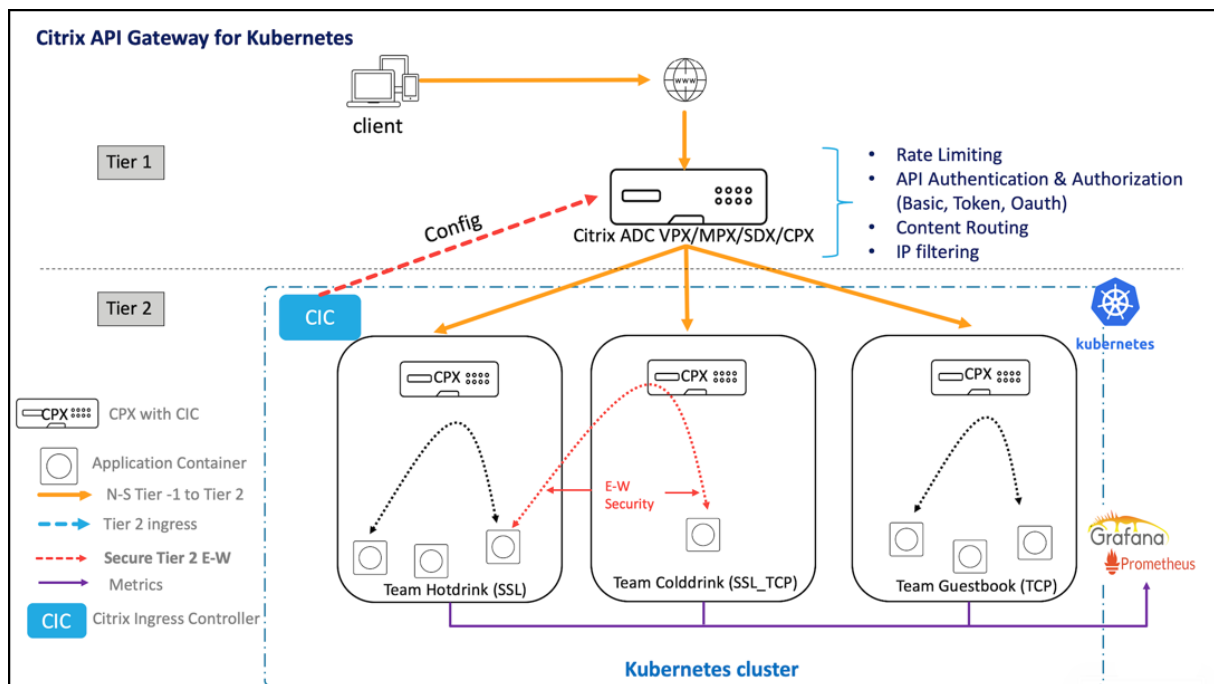 Citrix API Gateway for Kubernetes
www
client
Tier 1
• Rate Limiting
• API Authentication & Authorization
(Basic, Token, Oauth)
• Content Routing
• IP filtering
Config
Citrix ADC VPX/MPX/SDX/CPX
Tier 2
CIC
kubernetes
CPX
CPX
CPX
CPX
CPX with CIC
Application Container
N-S Tier -1 to Tier 2
Tier 2 ingress
Secure Tier 2 E-W
Metrics
CIC
Citrix Ingress Controller
E-W
Security
Team Hotdrink (SSL)
Team Colddrink (SSL_TCP)
Team Guestbook (TCP)
Grafana
Prometheus
Kubernetes cluster